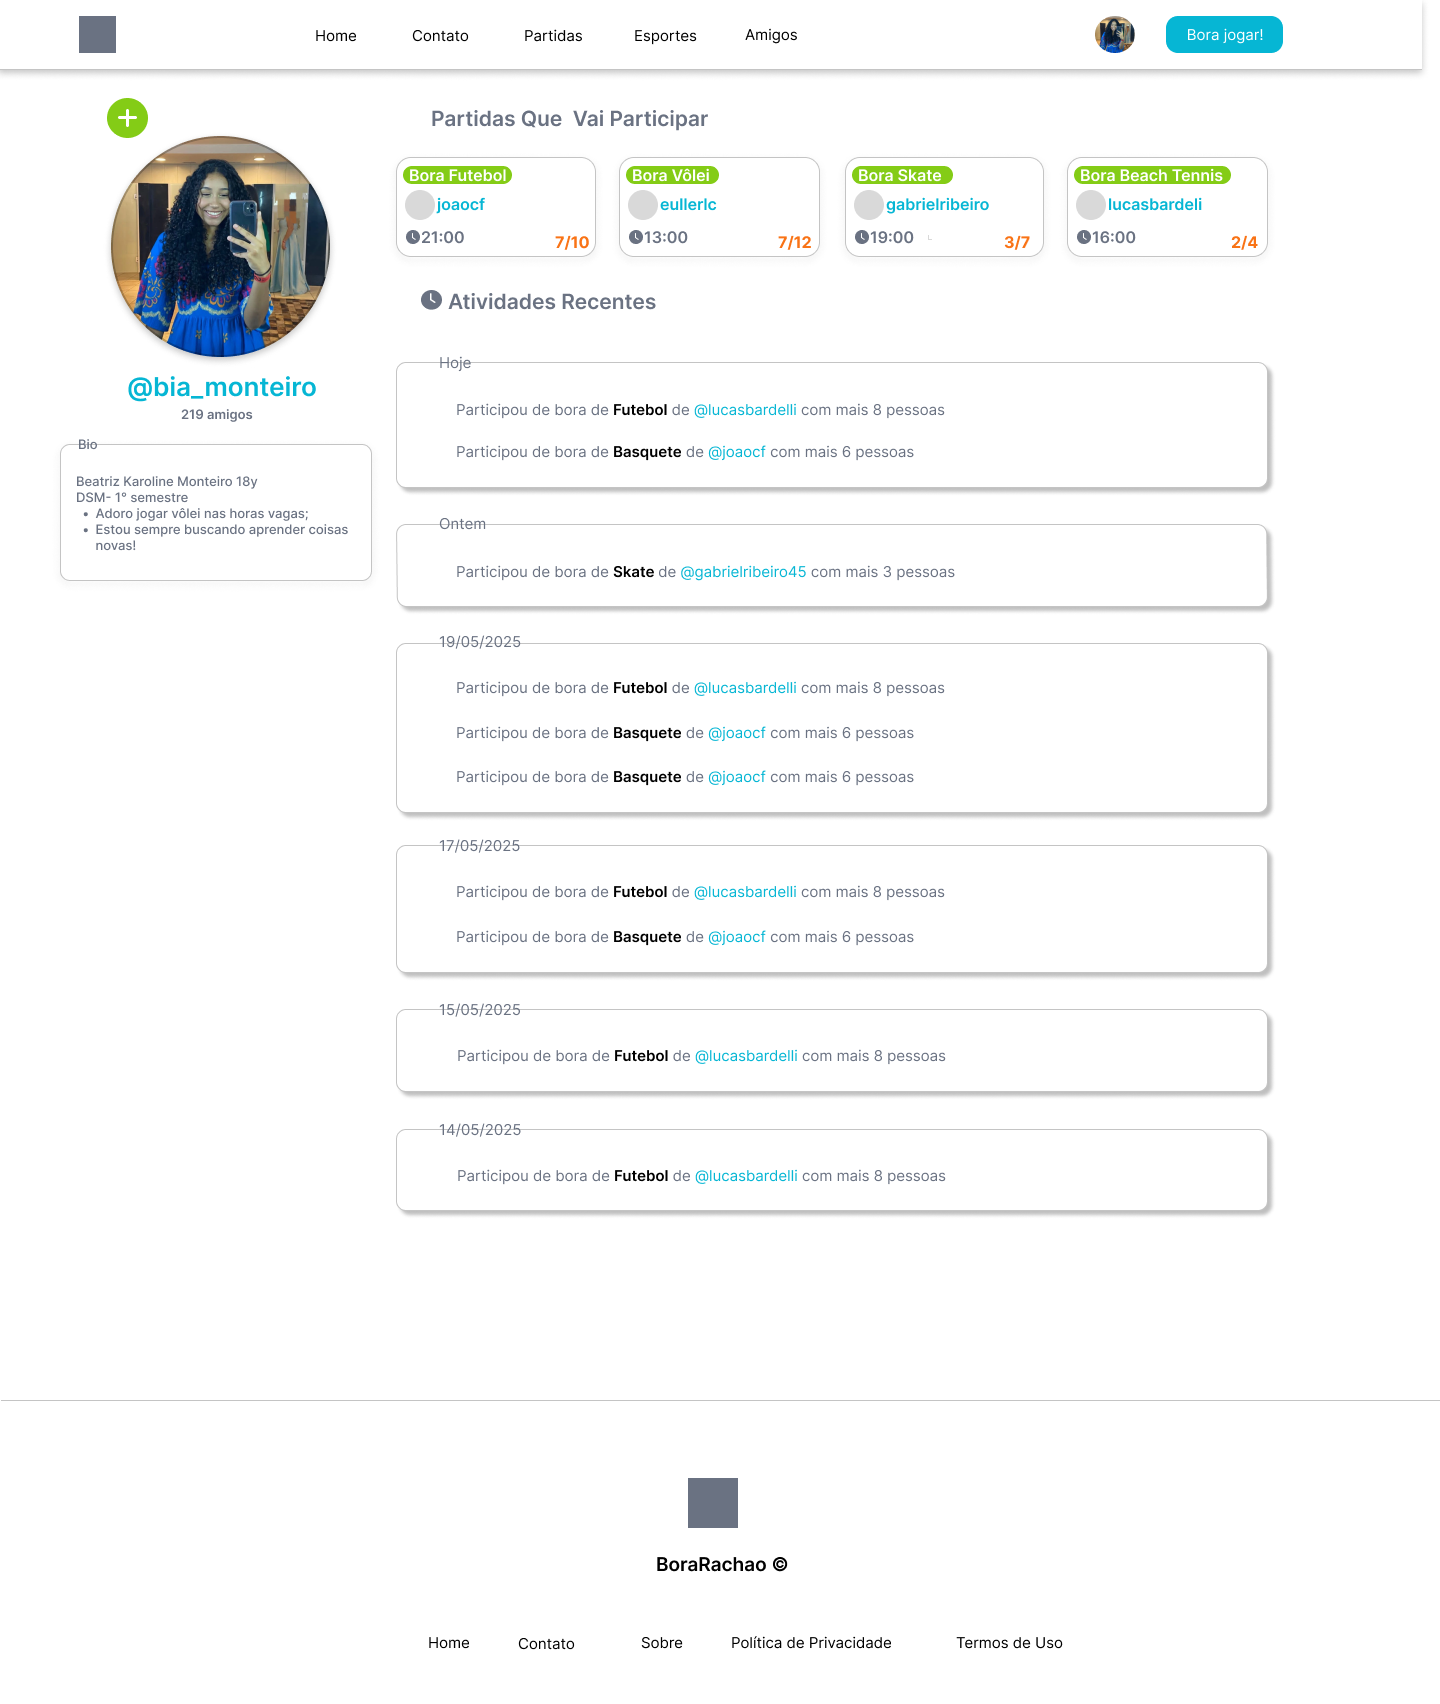 Home Contato Partidas Esportes Amigos Bora jogar!
Partidas Que  Vai Participar
Bora Futebol
joaocf
21:00
7/10
Bora Vôlei
eullerlc
13:00
7/12
Bora Skate
gabrielribeiro
19:00
3/7
Bora Beach Tennis
lucasbardeli
16:00
2/4
@bia_monteiro
219 amigos
Bio
Beatriz Karoline Monteiro 18y
DSM- 1° semestre
• Adoro jogar vôlei nas horas vagas;
• Estou sempre buscando aprender coisas
novas!
Atividades Recentes
Hoje
Participou de bora de Futebol de @lucasbardelli com mais 8 pessoas
Participou de bora de Basquete de @joaocf com mais 6 pessoas
Ontem
Participou de bora de Skate de @gabrielribeiro45 com mais 3 pessoas
19/05/2025
Participou de bora de Futebol de @lucasbardelli com mais 8 pessoas
Participou de bora de Basquete de @joaocf com mais 6 pessoas
Participou de bora de Basquete de @joaocf com mais 6 pessoas
17/05/2025
Participou de bora de Futebol de @lucasbardelli com mais 8 pessoas
Participou de bora de Basquete de @joaocf com mais 6 pessoas
15/05/2025
Participou de bora de Futebol de @lucasbardelli com mais 8 pessoas
14/05/2025
Participou de bora de Futebol de @lucasbardelli com mais 8 pessoas
BoraRachao ©
Home Contato Sobre Política de Privacidade Termos de Uso